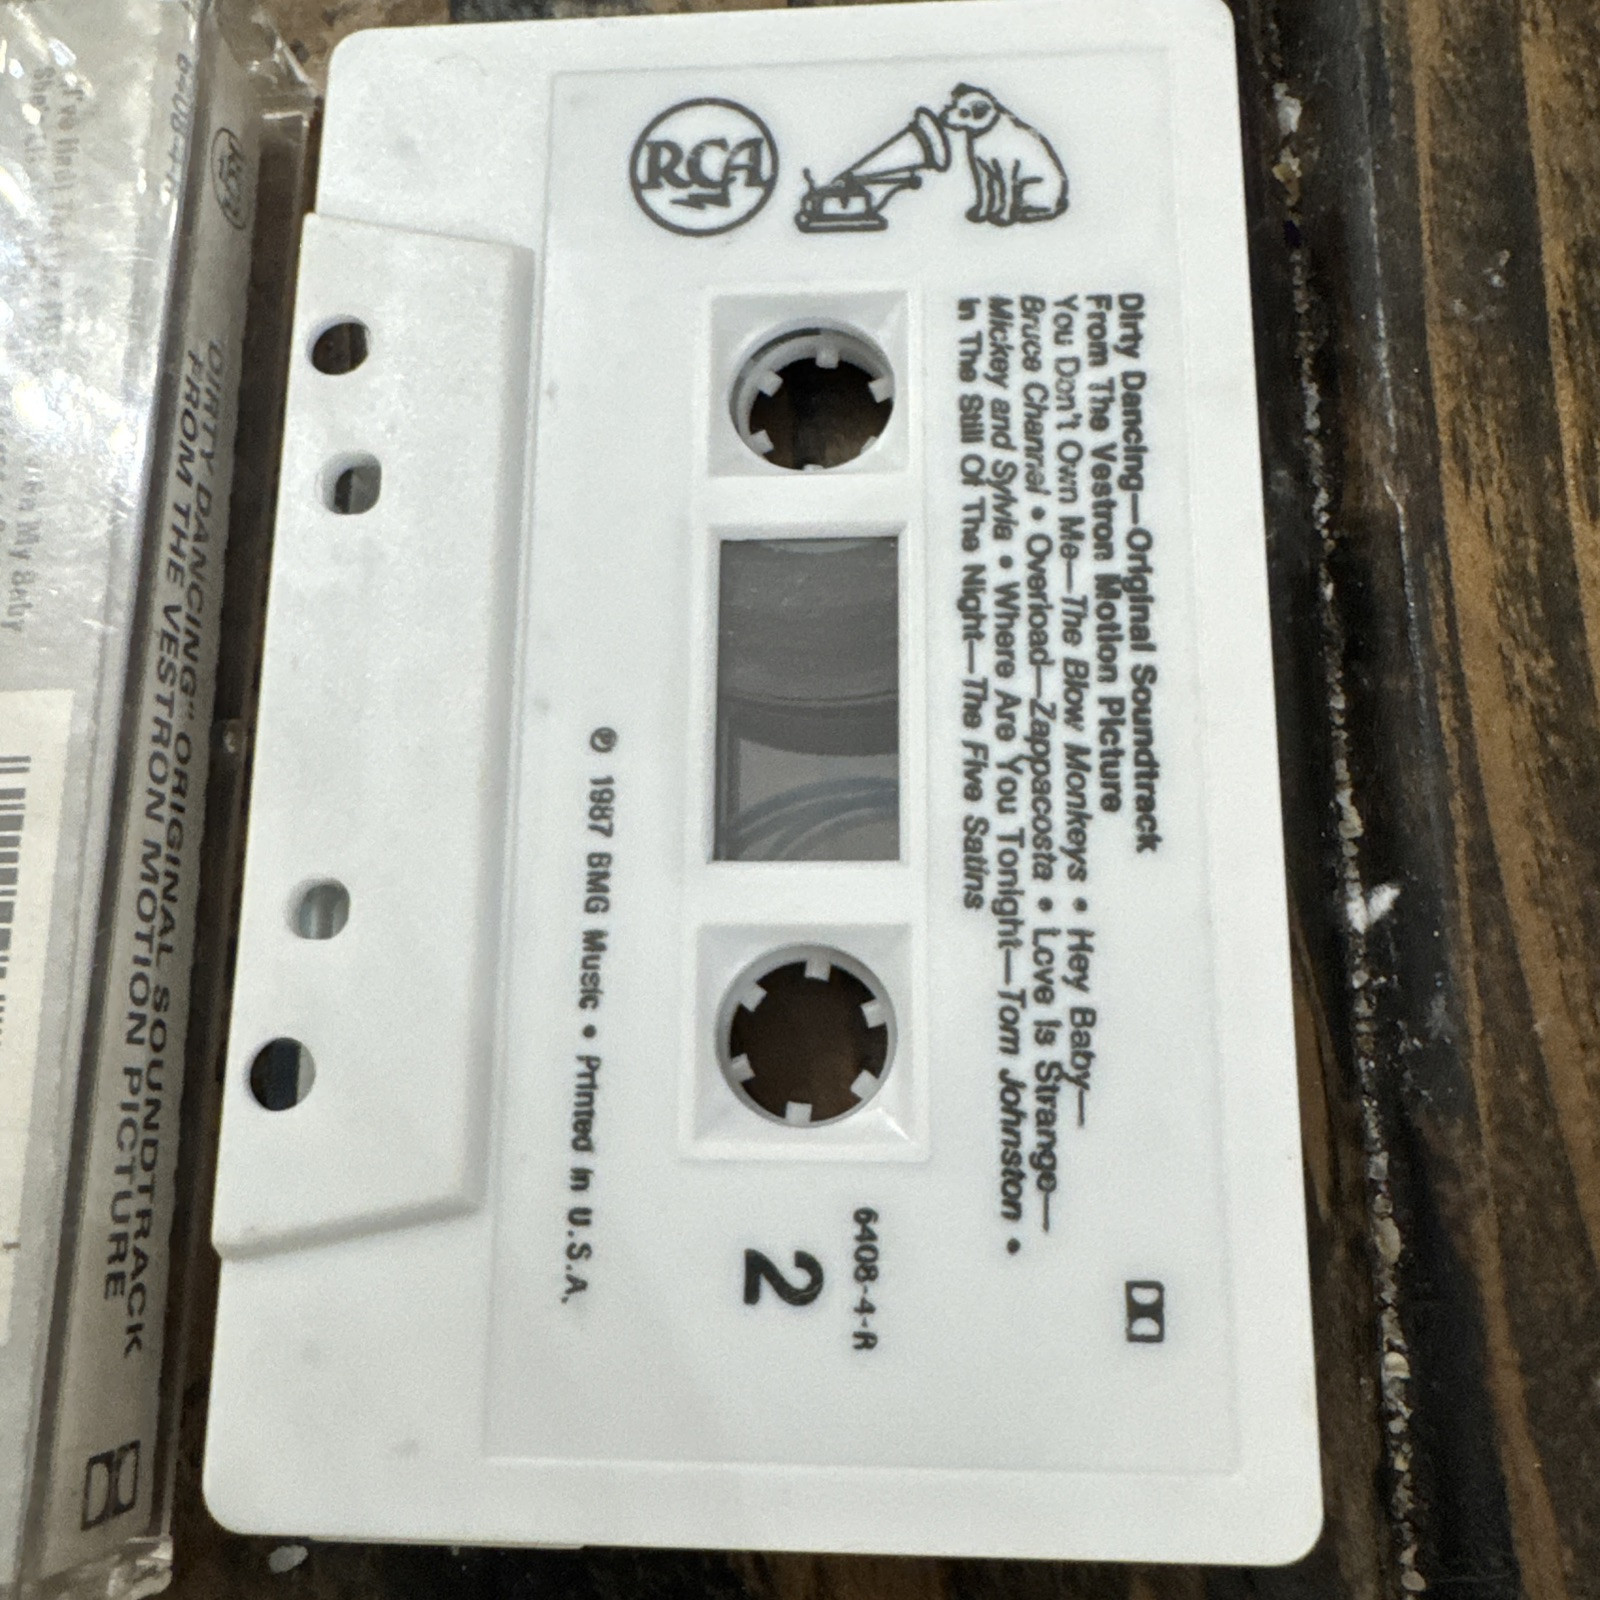 RCA
Dirty Dancing—Original Soundtrack
From The Vestron Motion Picture
You Don't Own Me—The Blow Monkeys • Hey Baby—
Bruce Channel • Overload—Zappacosta • Love Is Strange—
Mickey and Sylvia • Where Are You Tonight—Tom Johnston •
In The Still Of The Night—The Five Satins
6408-4-R
2
℗ 1987 BMG Music • Printed in U.S.A.
RCA
DIRTY DANCING" ORIGINAL SOUNDTRACK
FROM THE VESTRON MOTION PICTURE
6408-4-R